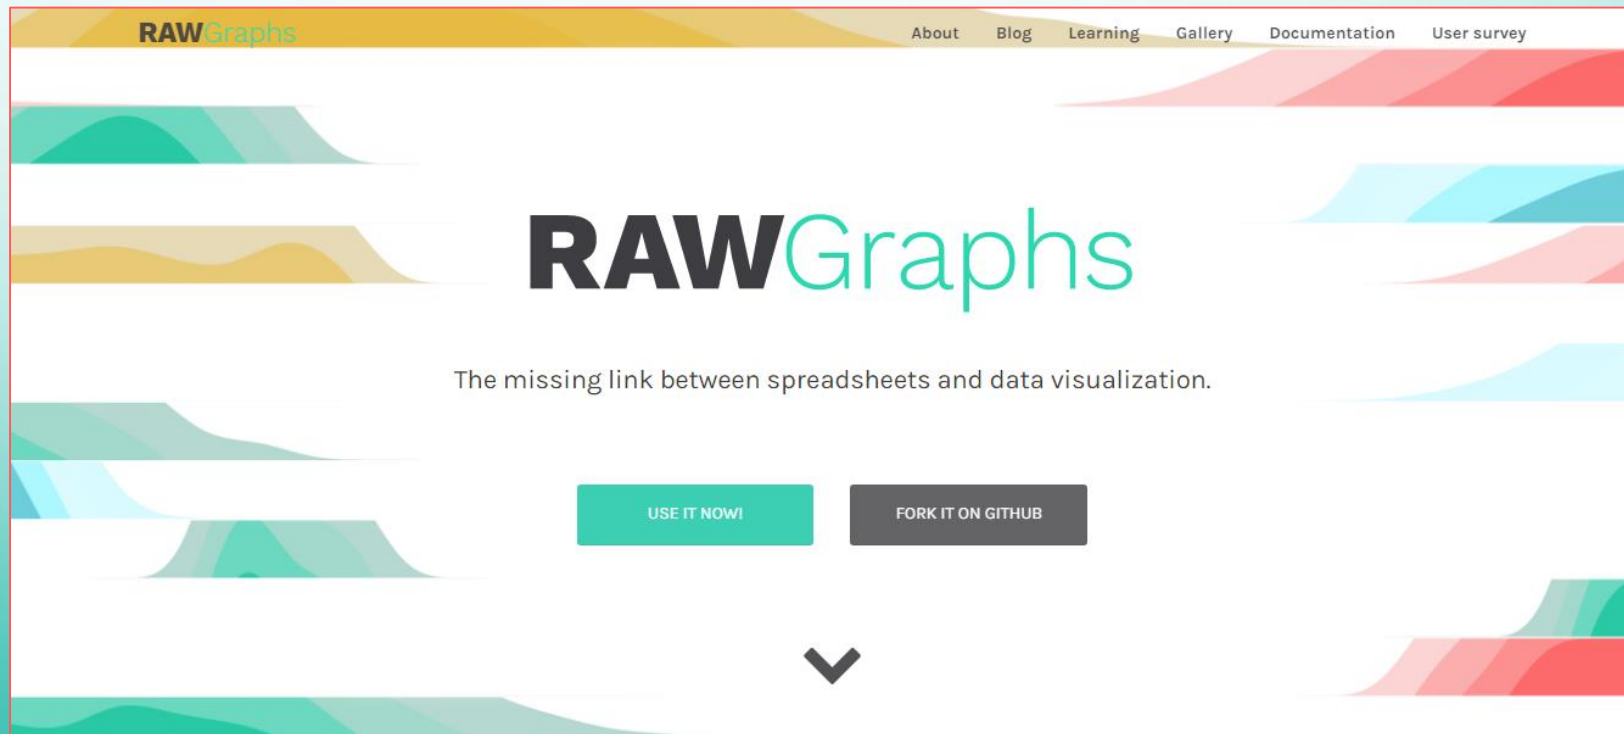 RAWGraphs About Blog Learning Gallery Documentation User survey
RAWGraphs
The missing link between spreadsheets and data visualization.
USE IT NOW! FORK IT ON GITHUB